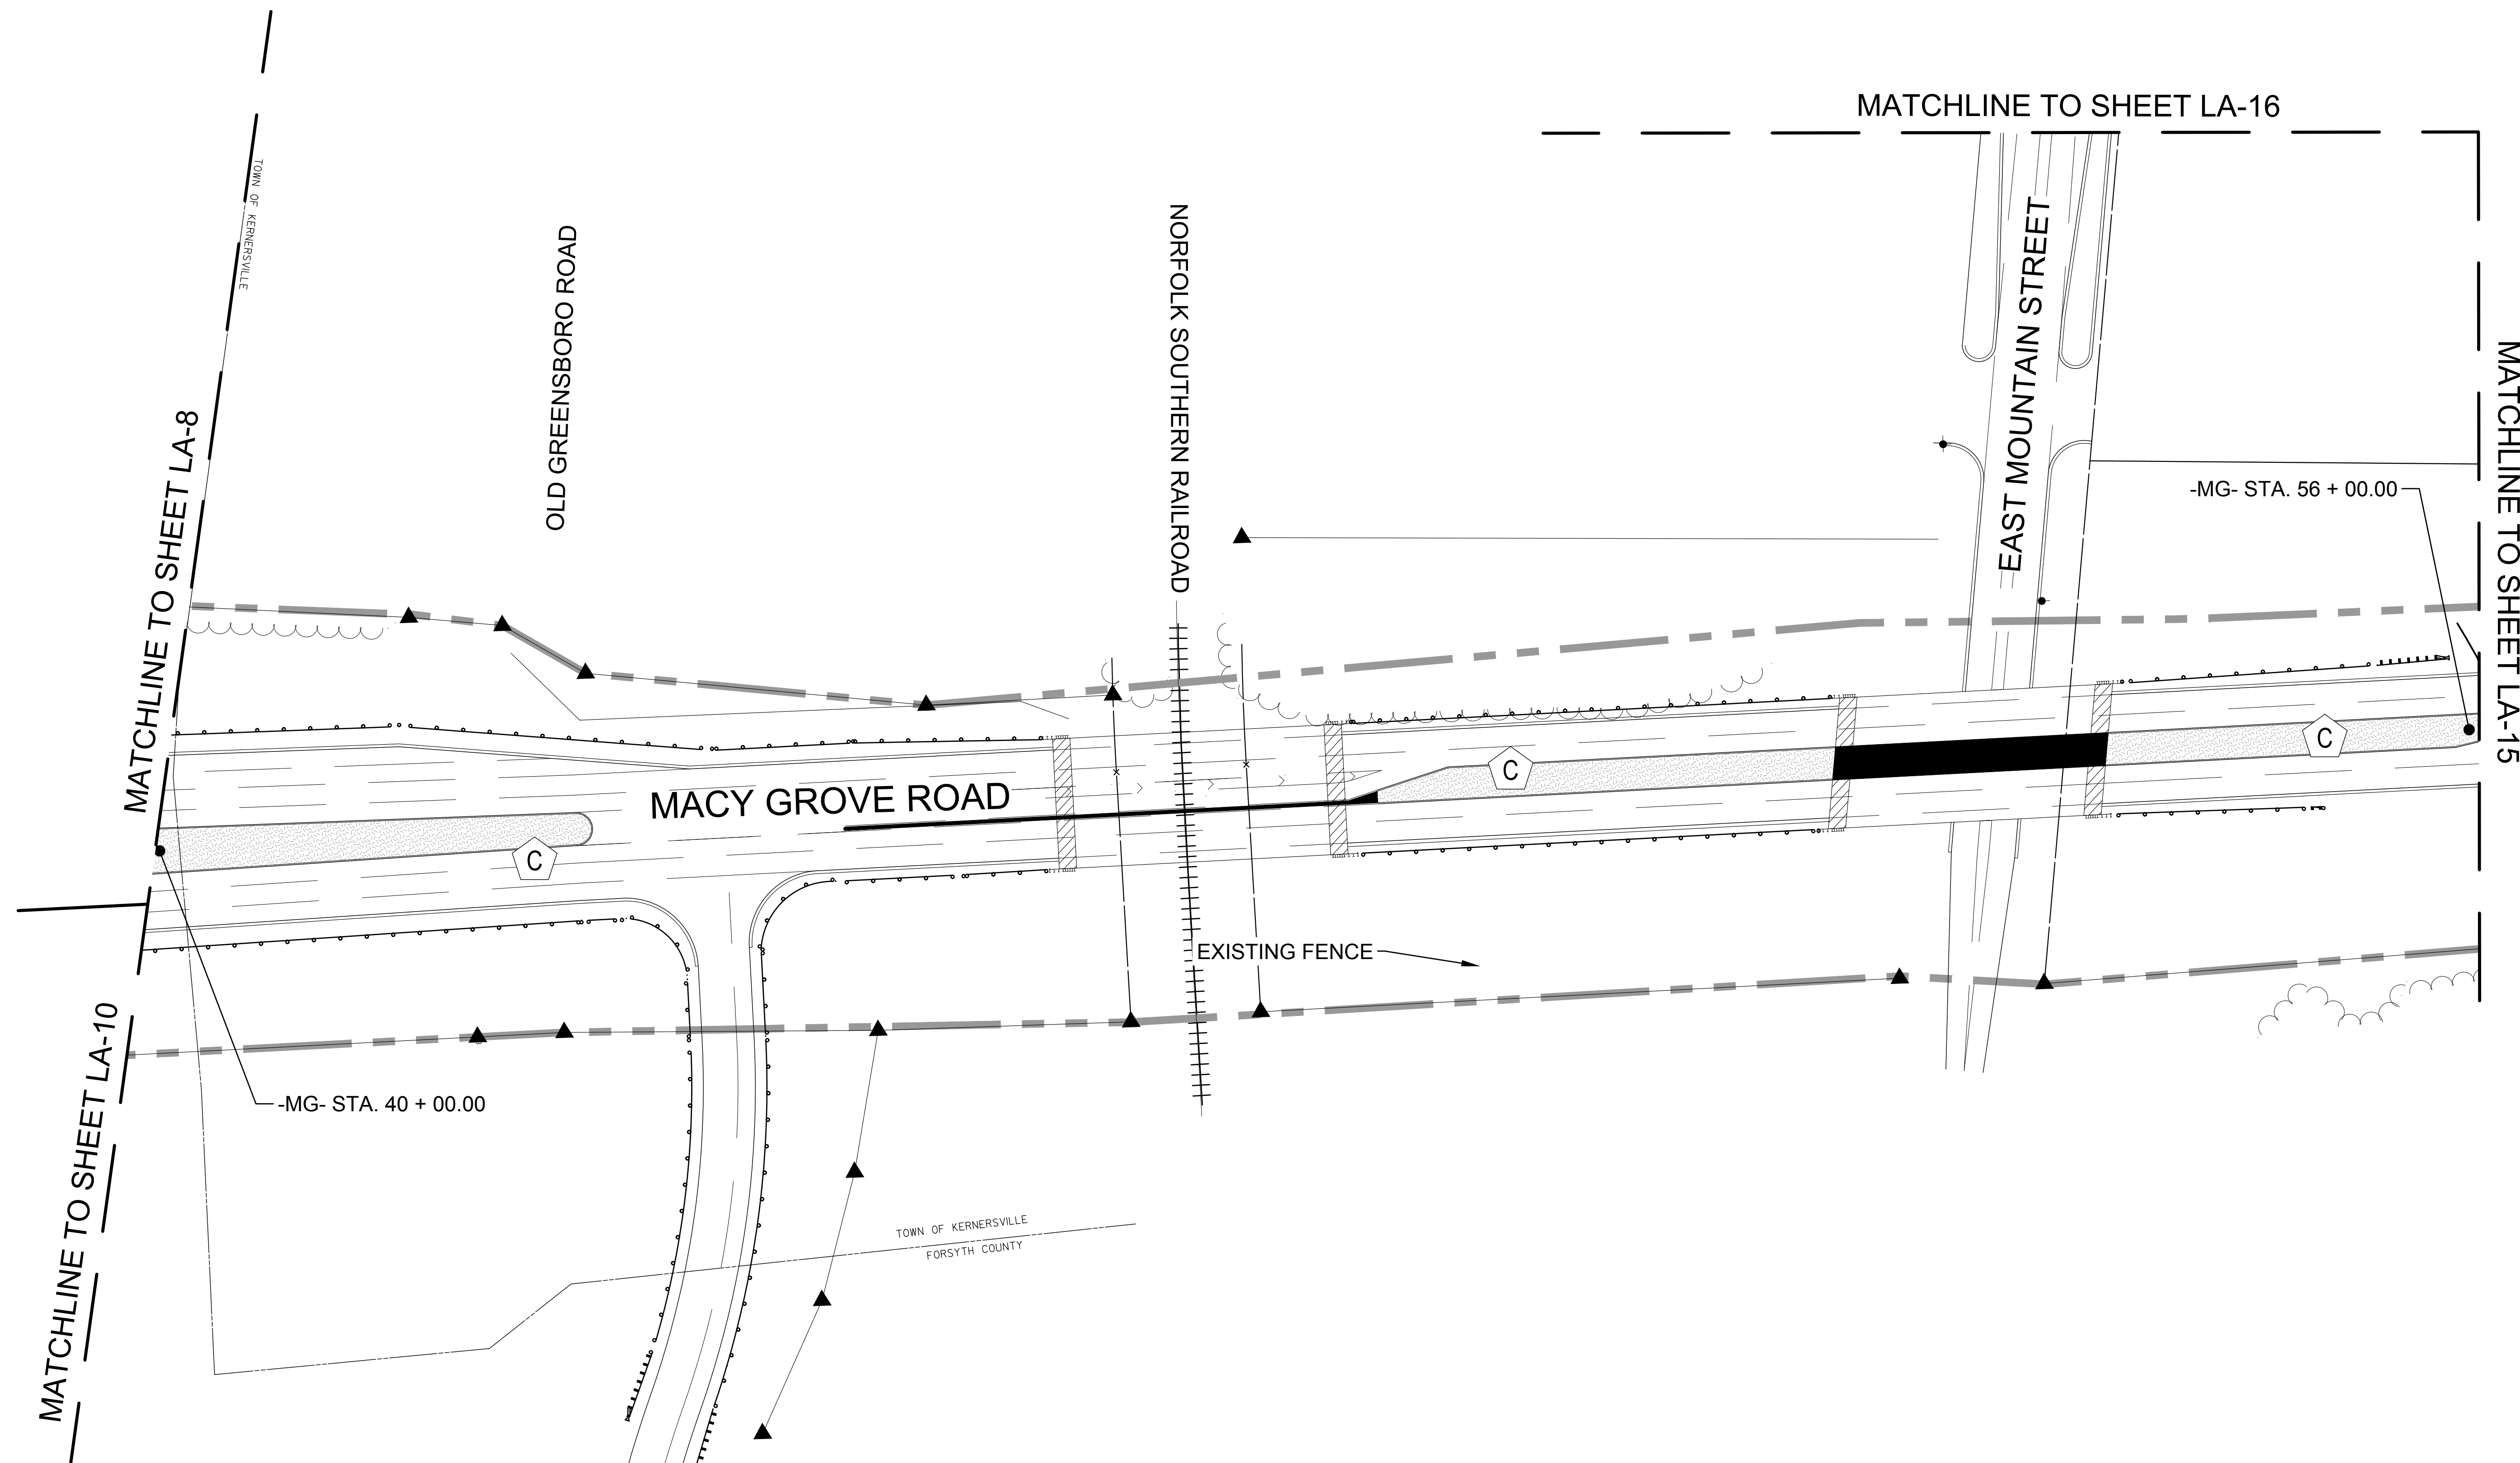 MATCHLINE TO SHEET LA-16
TOWN OF KERNERSVILLE
OLD GREENSBORO ROAD
NORFOLK SOUTHERN RAILROAD
EAST MOUNTAIN STREET
MATCHLINE TO SHEET LA-8
MATCHLINE TO SHEET LA-15
-MG- STA. 56 + 00.00
C
C
MACY GROVE ROAD
C
EXISTING FENCE
MATCHLINE TO SHEET LA-10
-MG- STA. 40 + 00.00
TOWN OF KERNERSVILLE
FORSYTH COUNTY